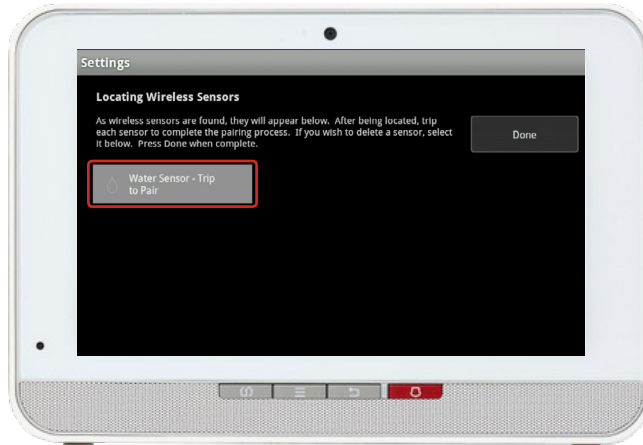 Settings
Locating Wireless Sensors
As wireless sensors are found, they will appear below. After being located, trip
each sensor to complete the pairing process. If you wish to delete a sensor, select
it below. Press Done when complete.
Done
Water Sensor - Trip
to Pair